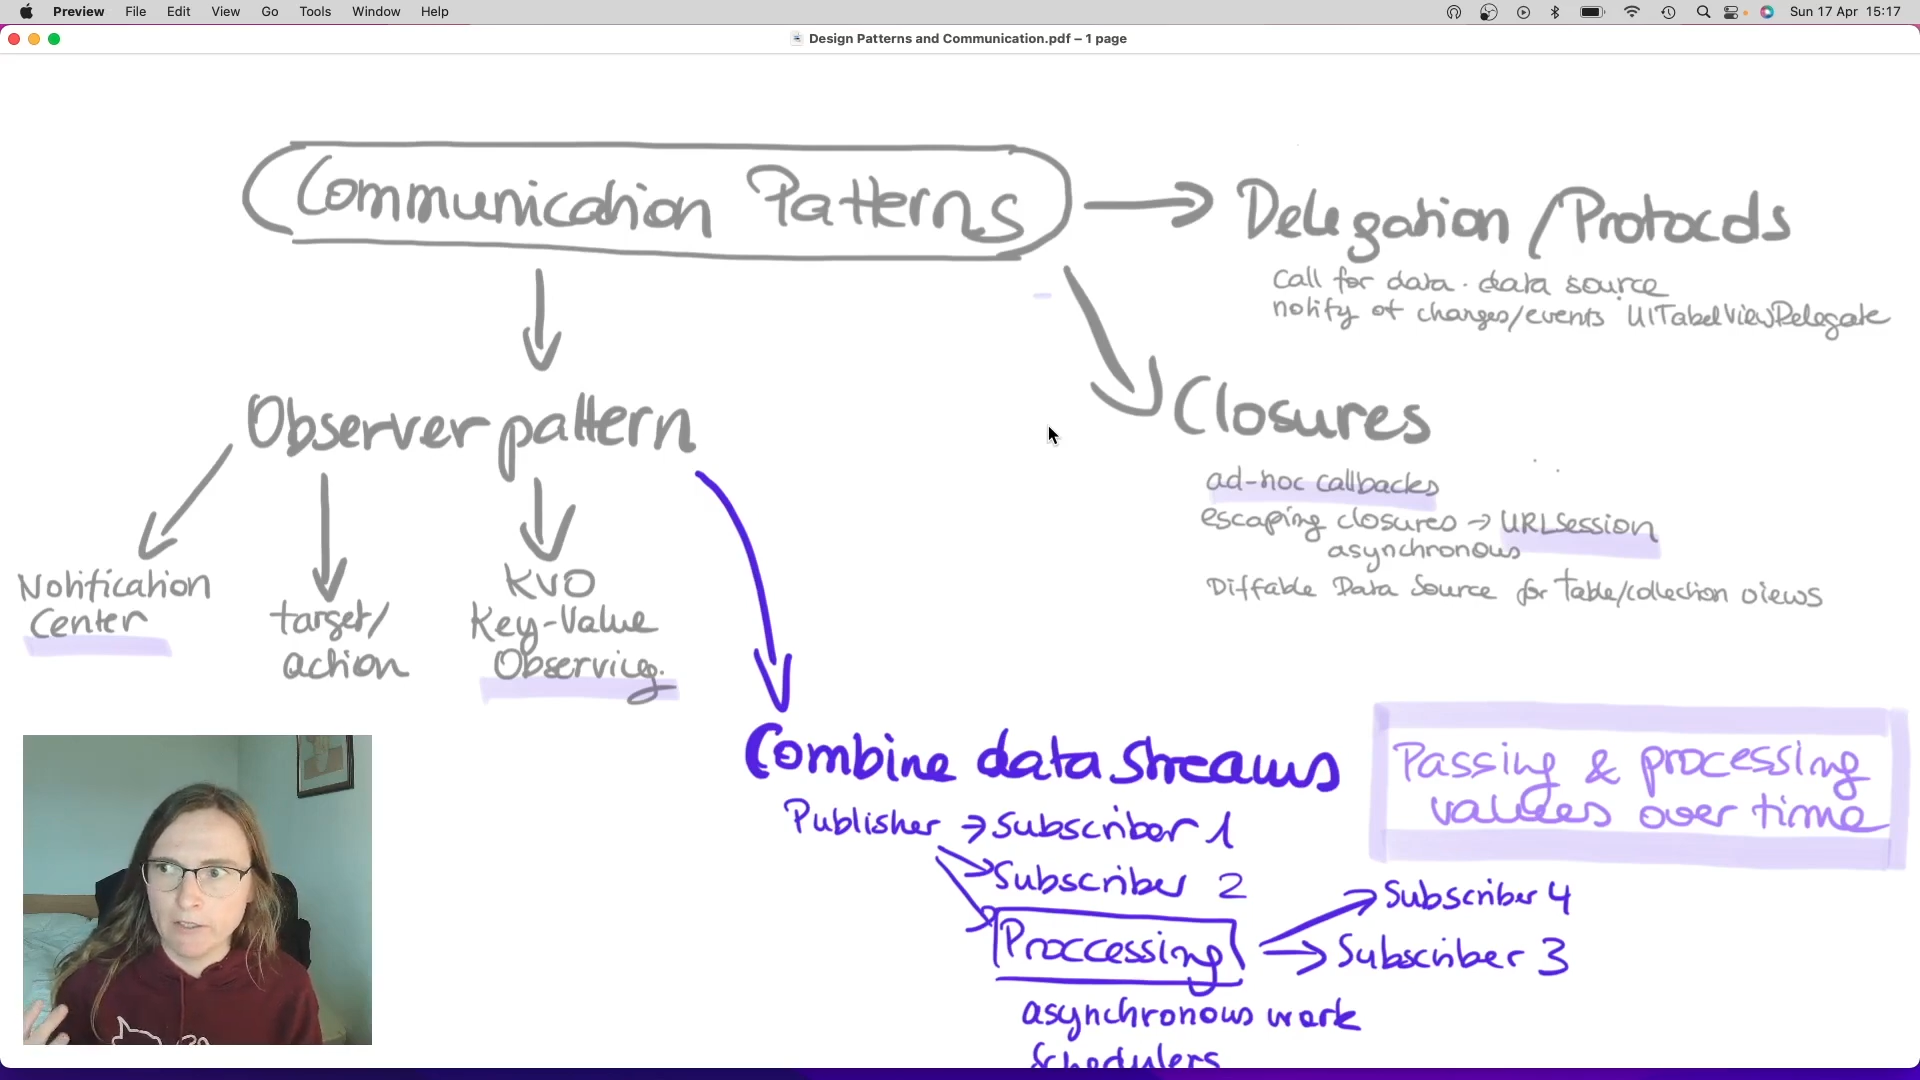 Preview File Edit View Go Tools Window Help
Sun 17 Apr 15:17
Design Patterns and Communication.pdf – 1 page
Communication Patterns
Delegation/Protocols
Call for data. data source
notify of changes/events UITabelViewDelegate
Observer pattern
Closures
ad-hoc callbacks
escaping closures → URLSession
asynchronous
Diffable Data Source for table/collection views
Notification
Center
target/
action
KVO
Key-Value
Observing.
Combine data streams
Publisher → Subscriber 1
Subscriber 2
Proccessing
Subscriber 4
Subscriber 3
asynchronous work
Schedulers
Passing & processing
values over time